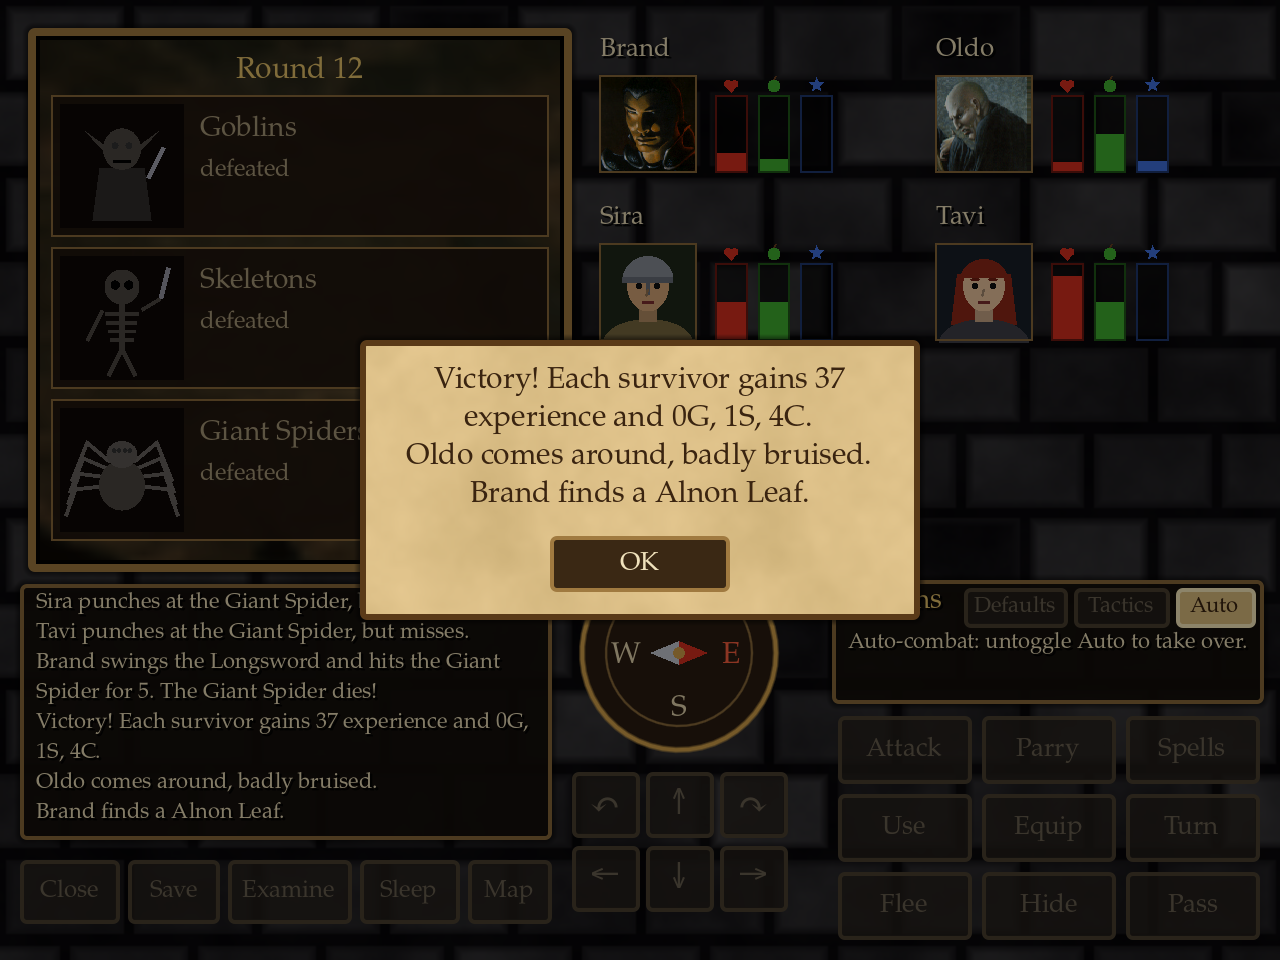 Round 12
Goblins
defeated
Skeletons
defeated
Giant Spiders
defeated
Brand
Oldo
Sira
Tavi
Victory! Each survivor gains 37
experience and 0G, 1S, 4C.
Oldo comes around, badly bruised.
Brand finds a Alnon Leaf.
OK
Sira punches at the Giant Spider,
Tavi punches at the Giant Spider, but misses.
Brand swings the Longsword and hits the Giant
Spider for 5. The Giant Spider dies!
Victory! Each survivor gains 37 experience and 0G,
1S, 4C.
Oldo comes around, badly bruised.
Brand finds a Alnon Leaf.
W E
S
Defaults Tactics Auto
Auto-combat: untoggle Auto to take over.
Attack Parry Spells
Use Equip Turn
Flee Hide Pass
Close Save Examine Sleep Map